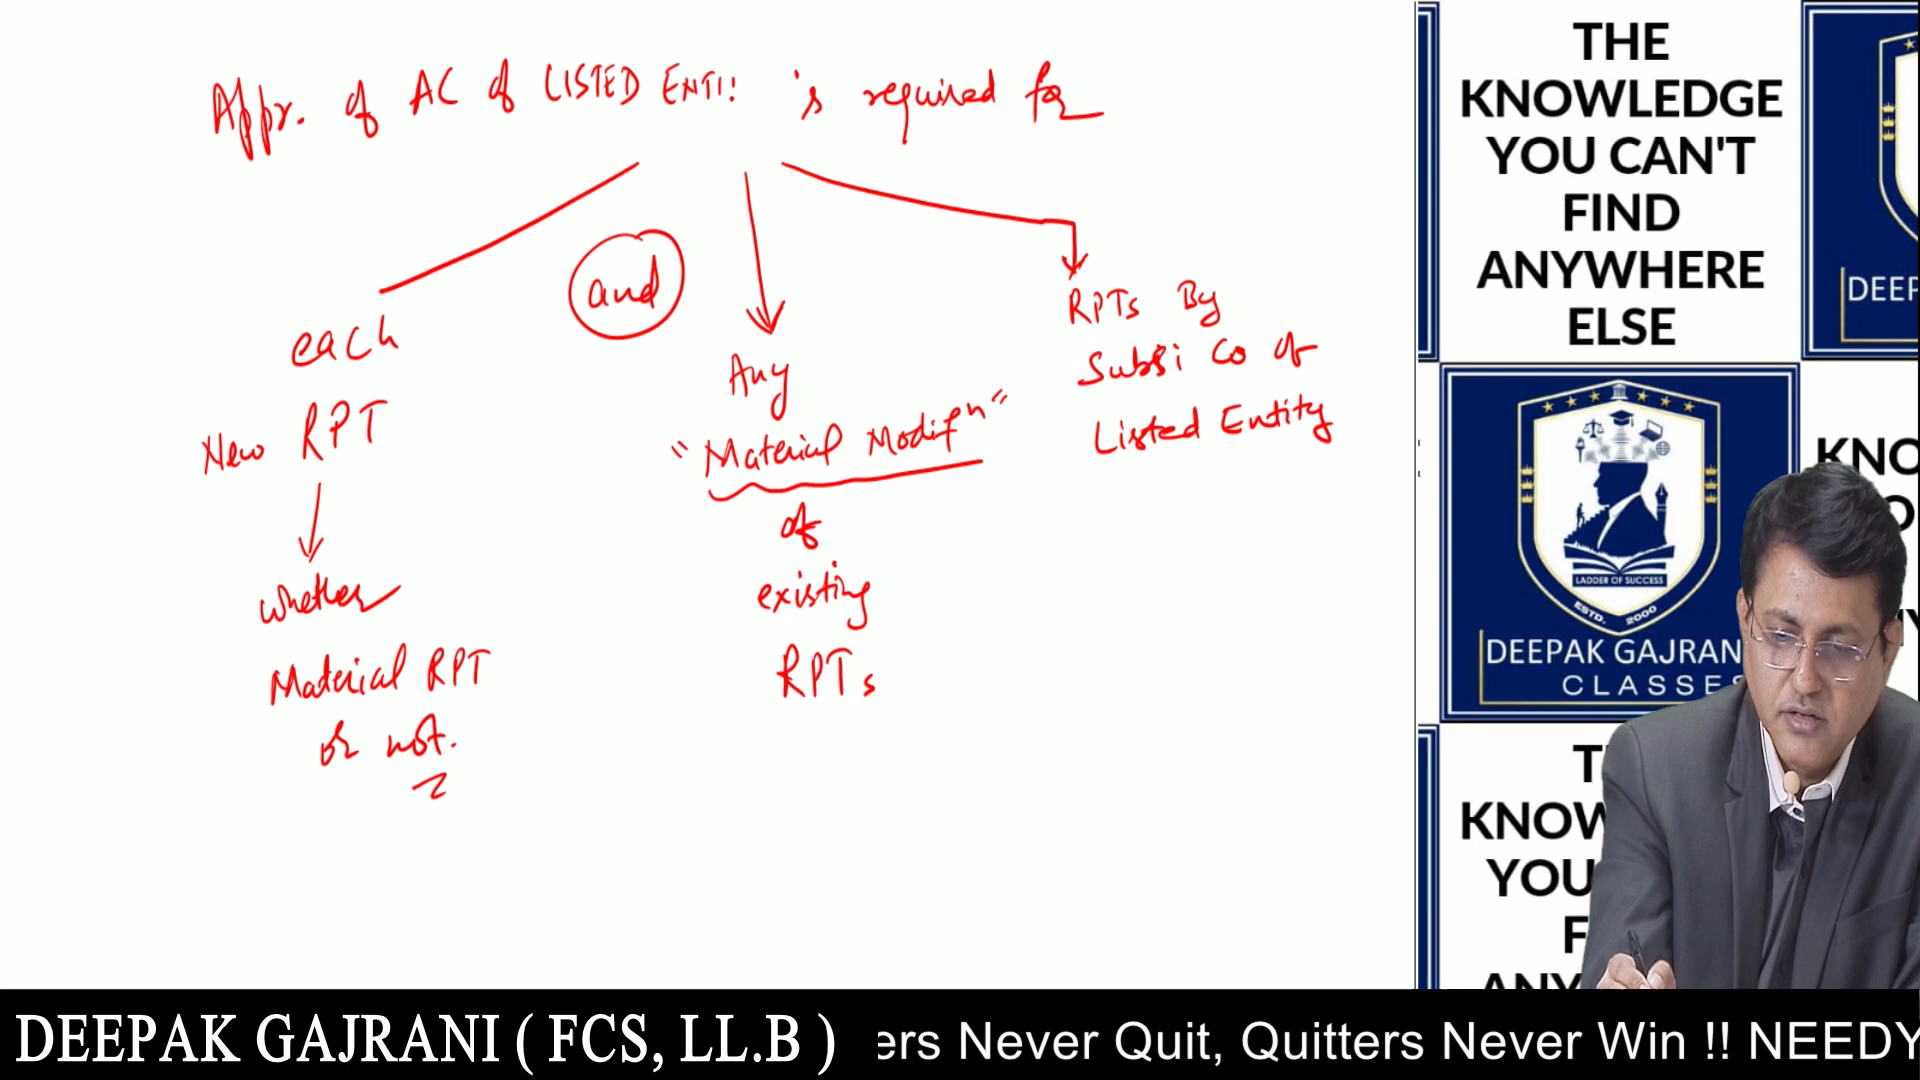 Appr. of AC of LISTED ENTI! is required for
and
each
New RPT
whether
Material RPT
or not.
Any
"Material Modifn"
of
existing
RPTs
RPTs By
Subsi Co of
Listed Entity
THE
KNOWLEDGE
YOU CAN'T
FIND
ANYWHERE
ELSE
DEEP
LADDER OF SUCCESS
ESTD. 2000
DEEPAK GAJRAN
CLASSES
KNO
T
KNOW
YOU
F
ANY
DEEPAK GAJRANI ( FCS, LL.B )
ers Never Quit, Quitters Never Win !! NEEDY